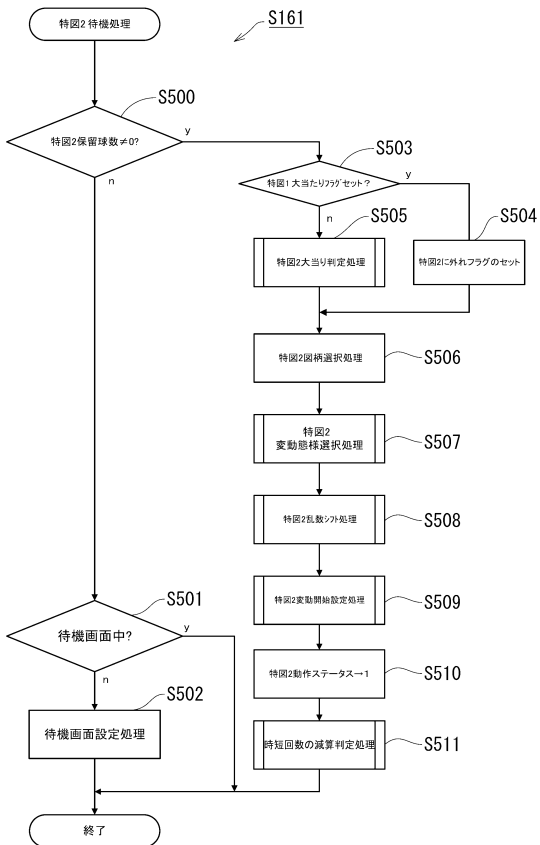 特図2 待機処理
S161
S500
特図2保留球数≠0?
y
n
S503
特図1 大当たりフラグセット?
y
n
S505
特図2大当り判定処理
S504
特図2に外れフラグのセット
特図2図柄選択処理
S506
特図2
変動態様選択処理
S507
特図2乱数シフト処理
S508
特図2変動開始設定処理
S509
特図2動作ステータス→1
S510
時短回数の減算判定処理
S511
S501
待機画面中?
y
n
S502
待機画面設定処理
終了